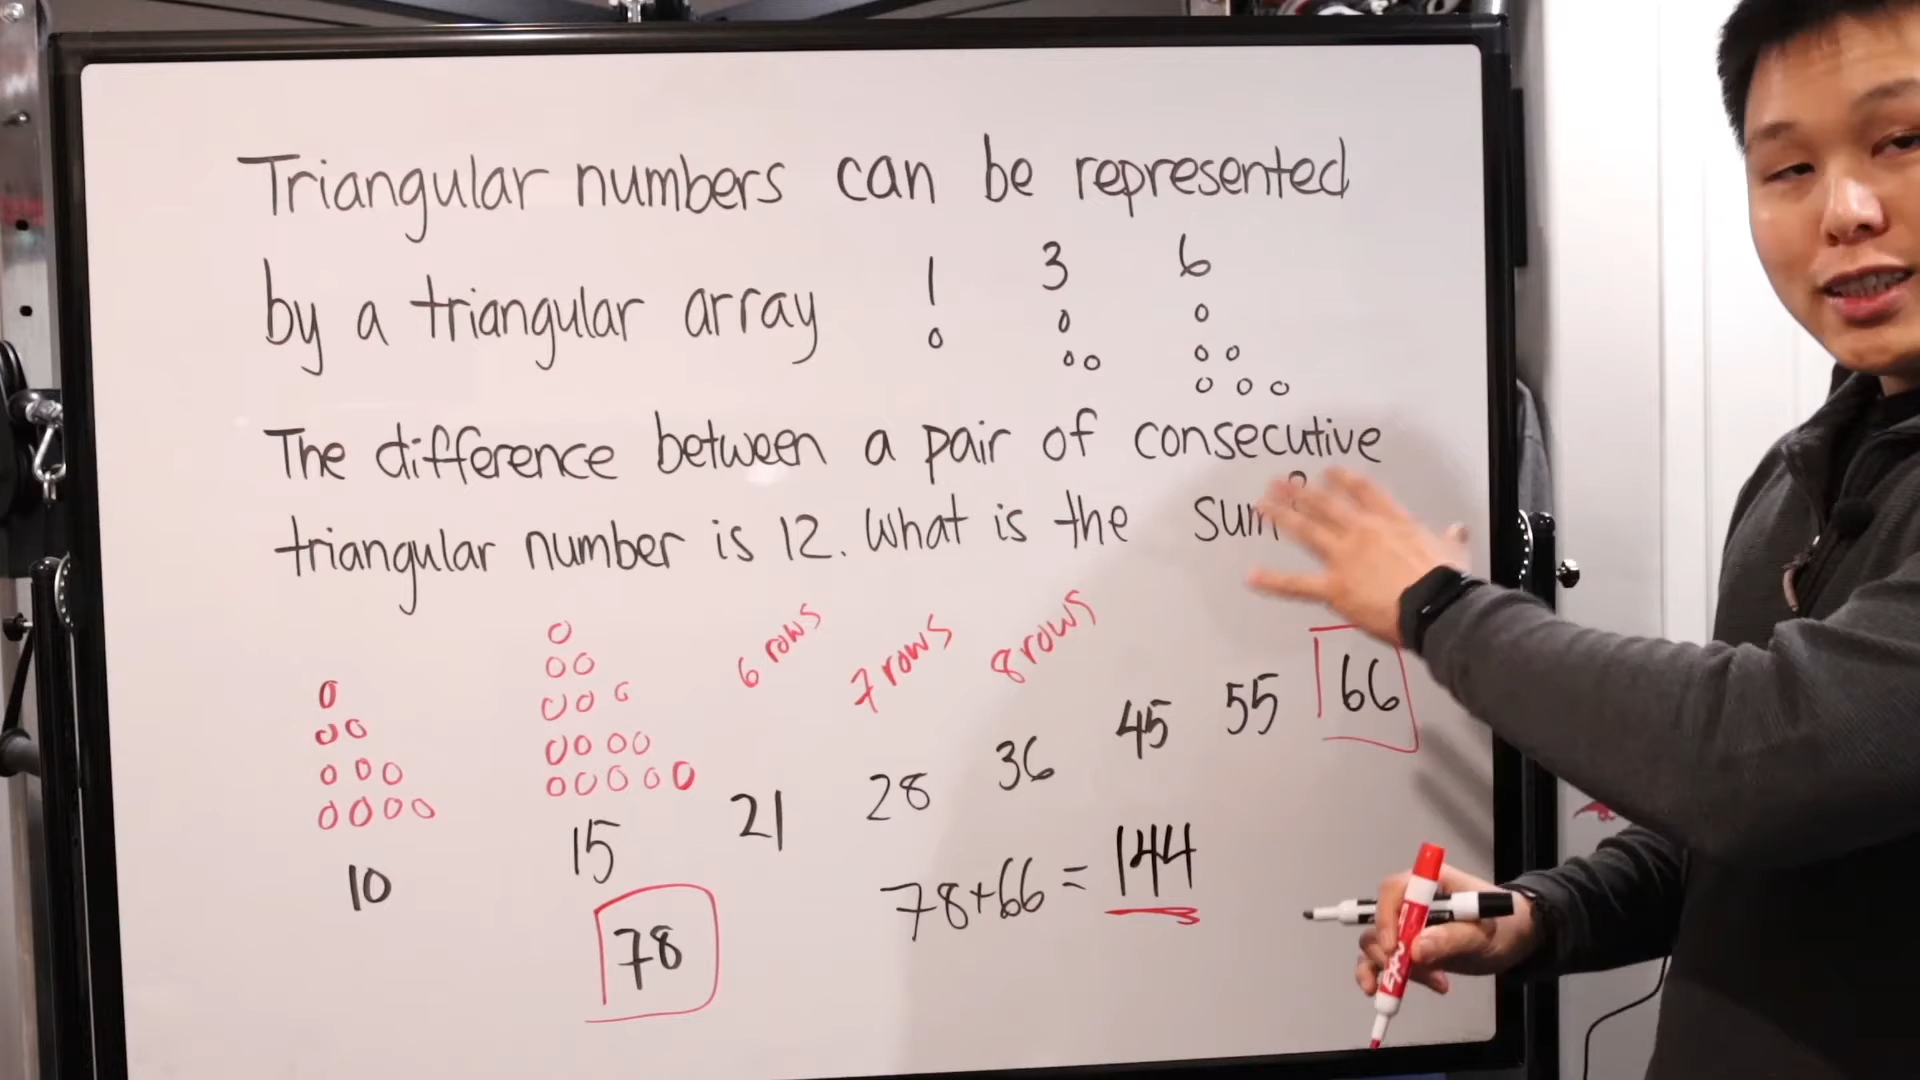 Triangular numbers can be represented
by a triangular array 1 3 6
The difference between a pair of consecutive
triangular number is 12. What is the sum?
6 rows 7 rows 8 rows
10 15 21 28 36 45 55 66
78
78+66 = 144